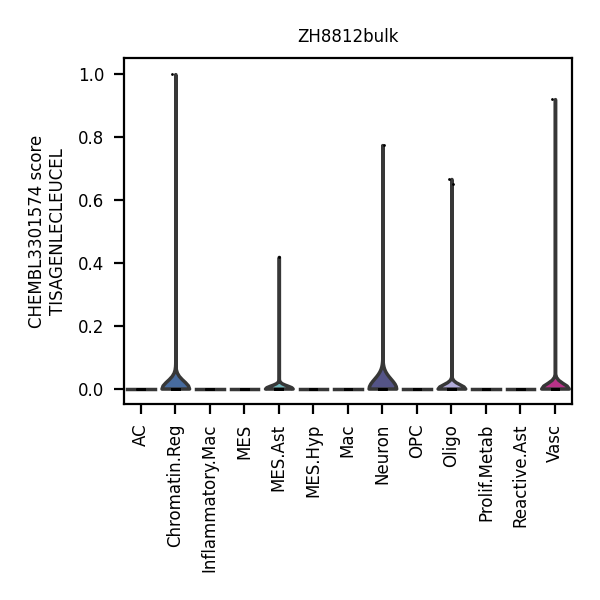 ZH8812bulk
CHEMBL3301574 score
TISAGENLECLEUCEL
1.0
0.8
0.6
0.4
0.2
0.0
AC
Chromatin.Reg
Inflammatory.Mac
MES
MES.Ast
MES.Hyp
Mac
Neuron
OPC
Oligo
Prolif.Metab
Reactive.Ast
Vasc